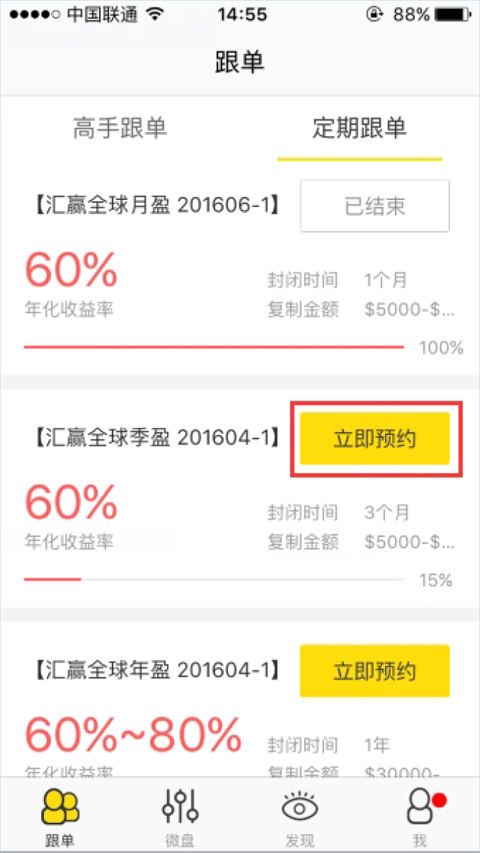 中国联通 14:55 88%
跟单
高手跟单 定期跟单
【汇赢全球月盈 201606-1】 已结束
60% 封闭时间 1个月
年化收益率 复制金额 $5000-$...
100%
【汇赢全球季盈 201604-1】 立即预约
60% 封闭时间 3个月
年化收益率 复制金额 $5000-$...
15%
【汇赢全球年盈 201604-1】 立即预约
60%~80% 封闭时间 1年
年化收益率 复制金额 $30000-
跟单 微盘 发现 我